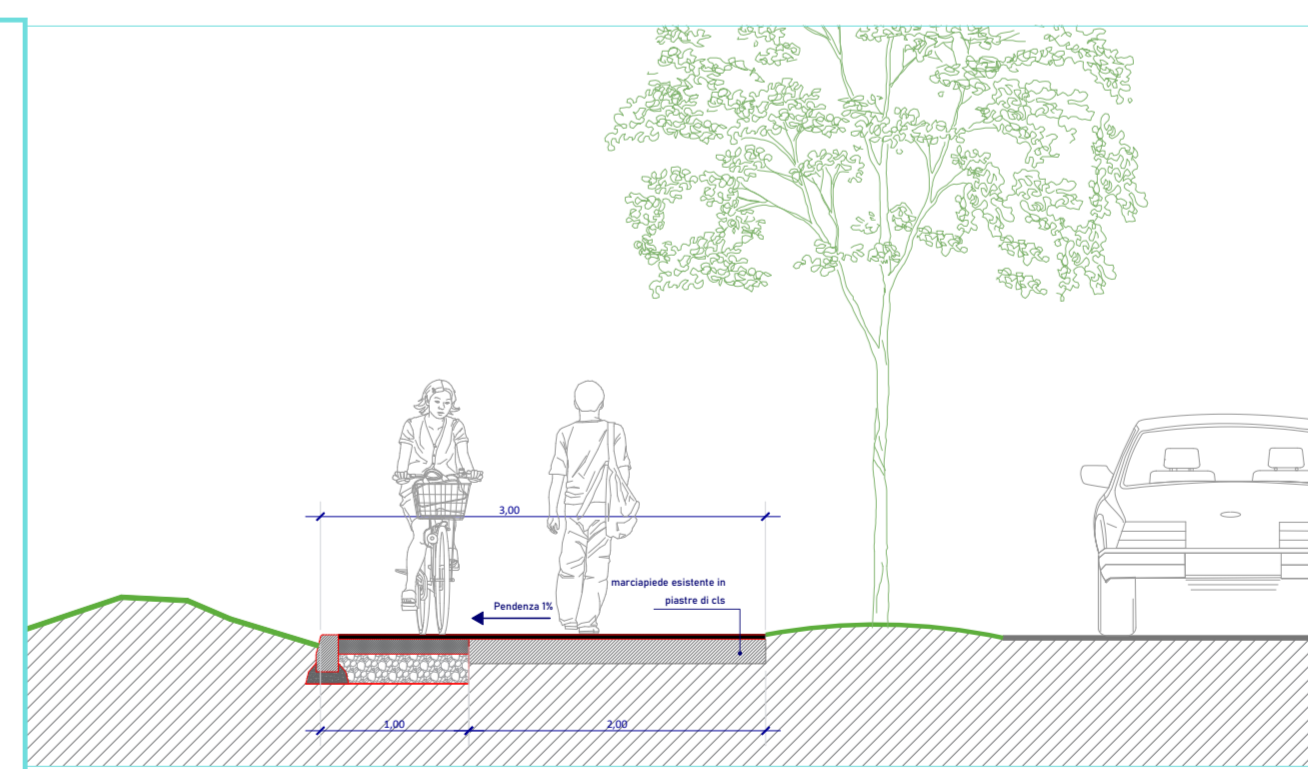 3,00
marciapiede esistente in
piastre di cls
Pendenza 1%
1,00
2,00